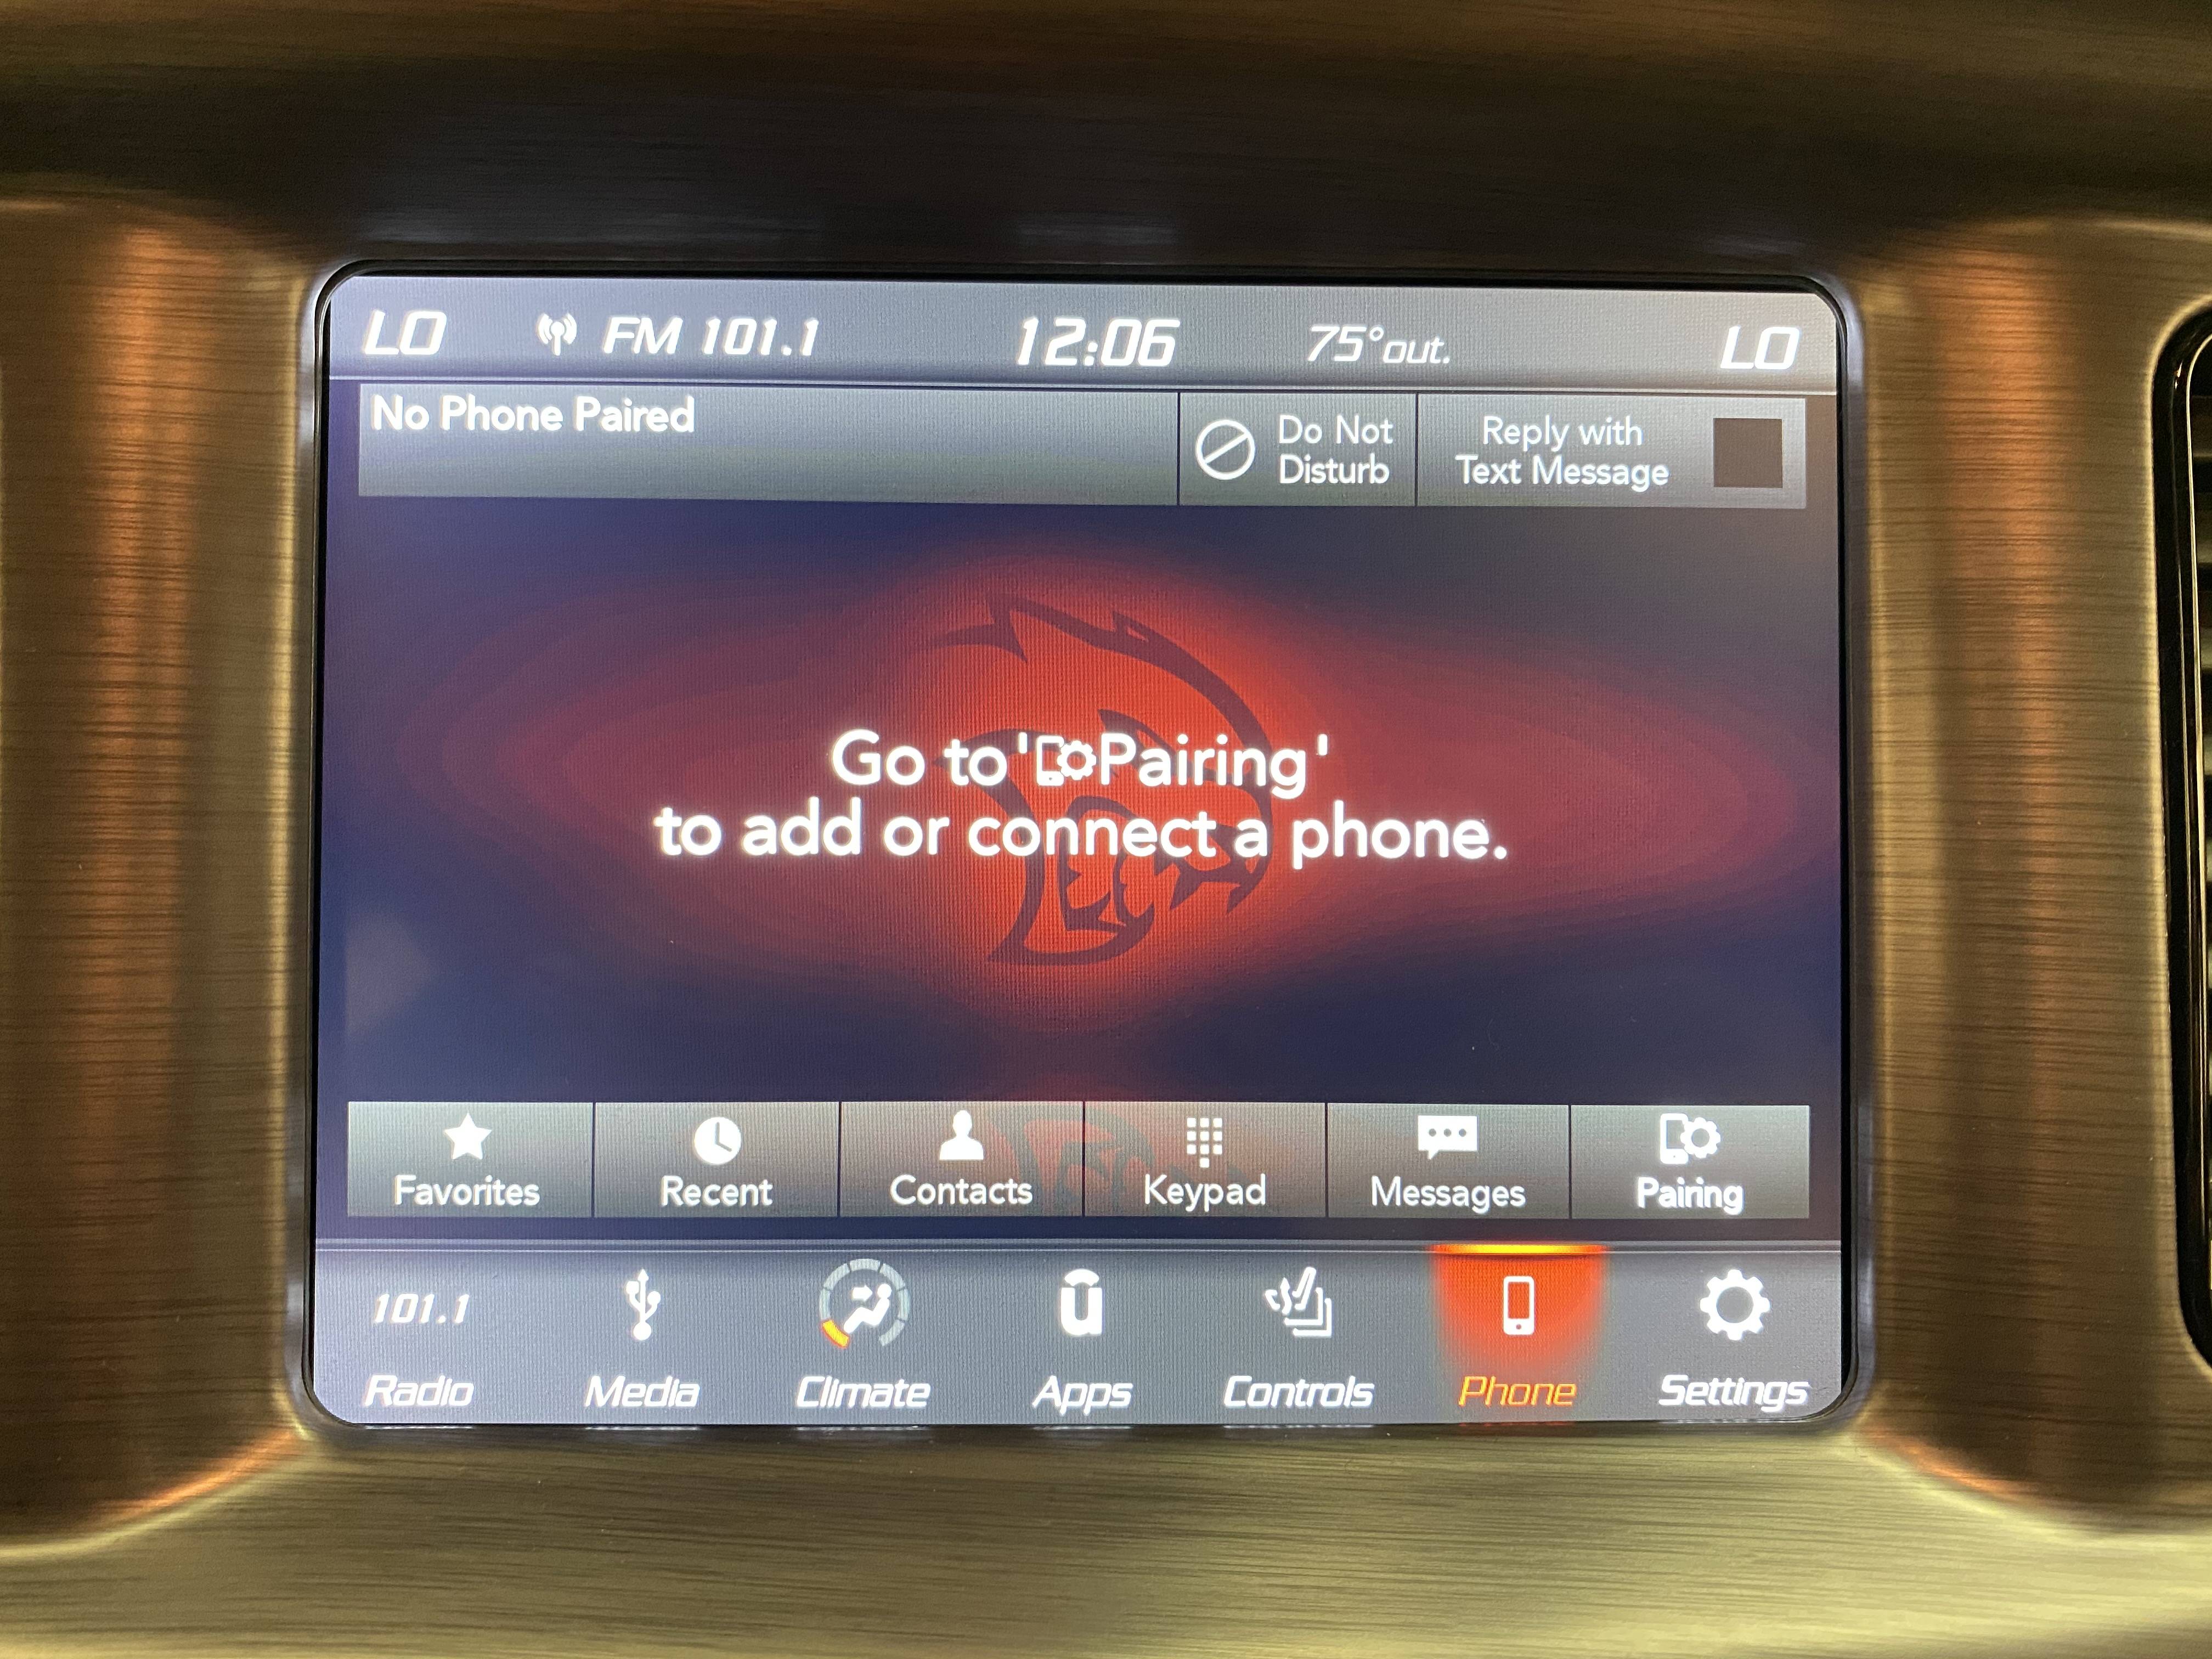 LO FM 101.1 12:06 75°out. LO
No Phone Paired
Do Not
Disturb
Reply with
Text Message
Go to 'Pairing'
to add or connect a phone.
Favorites Recent Contacts Keypad Messages Pairing
101.1
Radio Media Climate Apps Controls Phone Settings